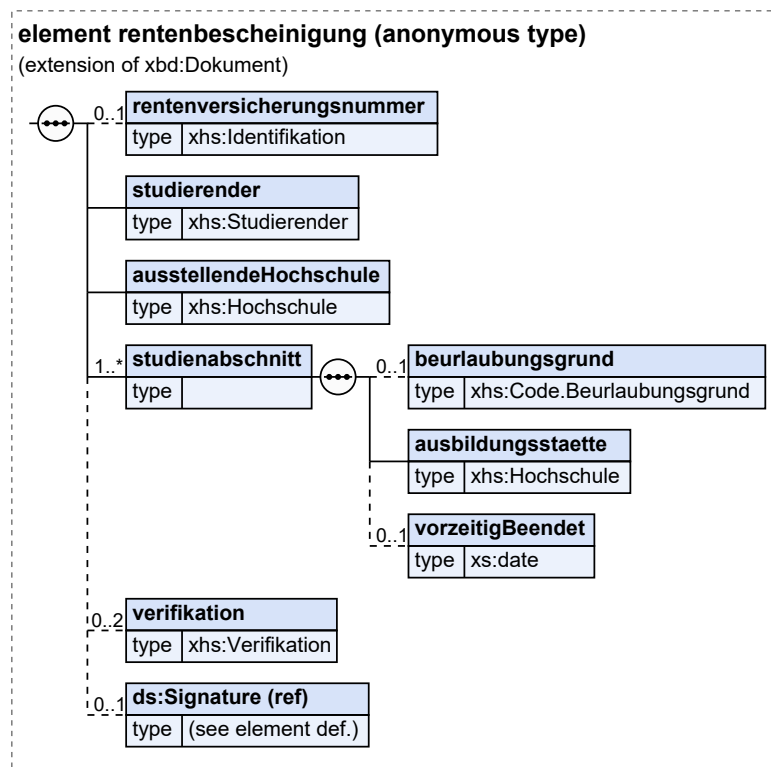 element rentenbescheinigung (anonymous type)
(extension of xbd:Dokument)
0..1 rentenversicherungsnummer
type xhs:Identifikation
studierender
type xhs:Studierender
ausstellendeHochschule
type xhs:Hochschule
1..* studienabschnitt 0..1 beurlaubungsgrund
type type xhs:Code.Beurlaubungsgrund
ausbildungsstaette
type xhs:Hochschule
0..1 vorzeitigBeendet
type xs:date
0..2 verifikation
type xhs:Verifikation
0..1 ds:Signature (ref)
type (see element def.)